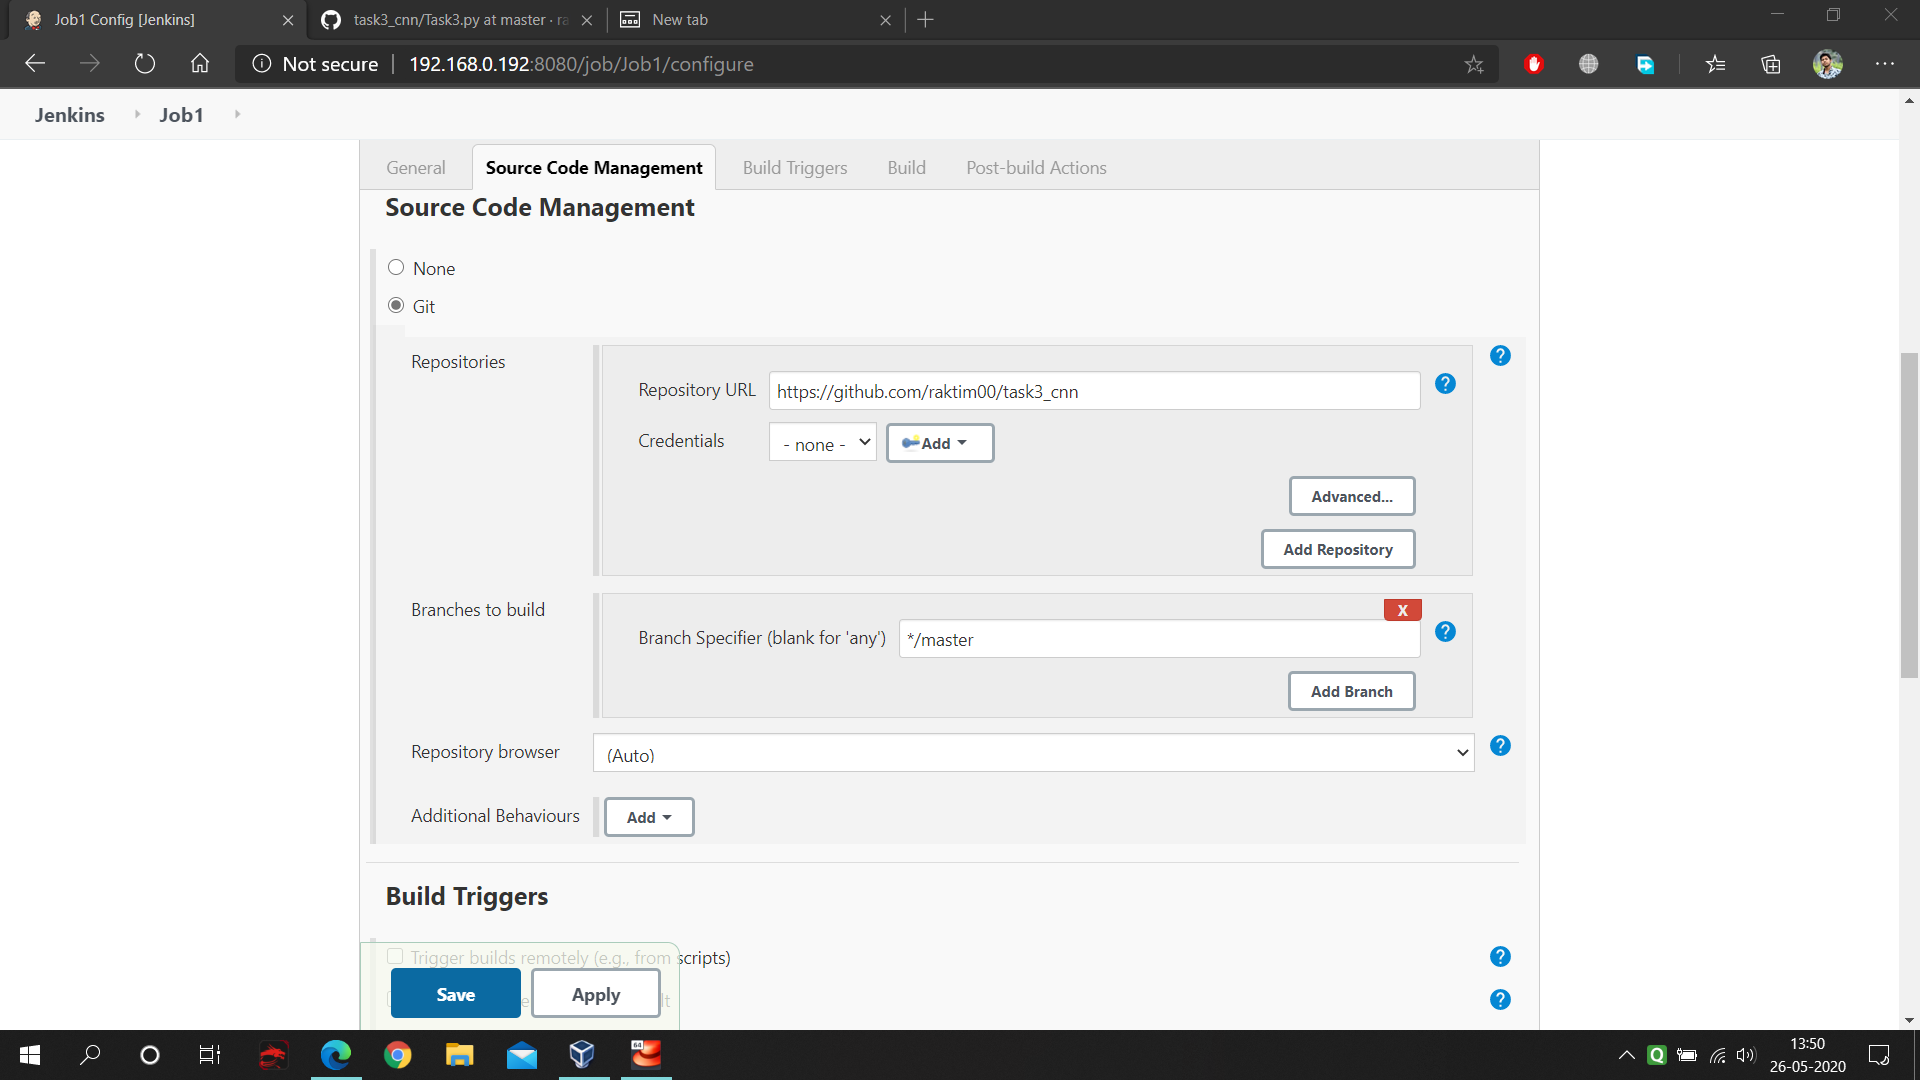 Job1 Config [Jenkins]
task3_cnn/Task3.py at master · ra
New tab
Not secure
192.168.0.192:8080/job/Job1/configure
Jenkins
Job1
General
Source Code Management
Build Triggers
Build
Post-build Actions
Source Code Management
None
Git
Repositories
?
Repository URL
https://github.com/raktim00/task3_cnn
?
Credentials
- none -
Add
Advanced...
Add Repository
Branches to build
X
Branch Specifier (blank for 'any')
*/master
?
Add Branch
Repository browser
(Auto)
?
Additional Behaviours
Add
Build Triggers
Trigger builds remotely (e.g., from scripts)
?
Save
Apply
?
64
Q
13:50
26-05-2020